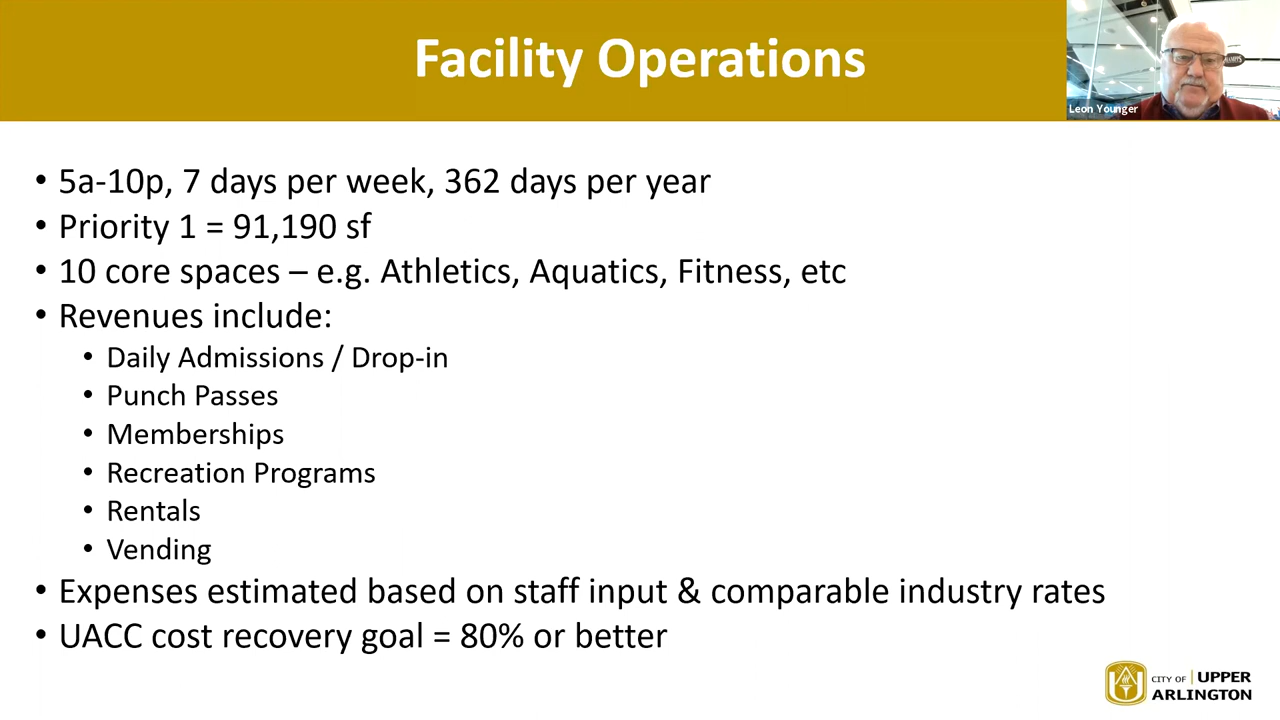 Facility Operations
Leon Younger
• 5a-10p, 7 days per week, 362 days per year
• Priority 1 = 91,190 sf
• 10 core spaces – e.g. Athletics, Aquatics, Fitness, etc
• Revenues include:
• Daily Admissions / Drop-in
• Punch Passes
• Memberships
• Recreation Programs
• Rentals
• Vending
• Expenses estimated based on staff input & comparable industry rates
• UACC cost recovery goal = 80% or better
CITY OF | UPPER
ARLINGTON